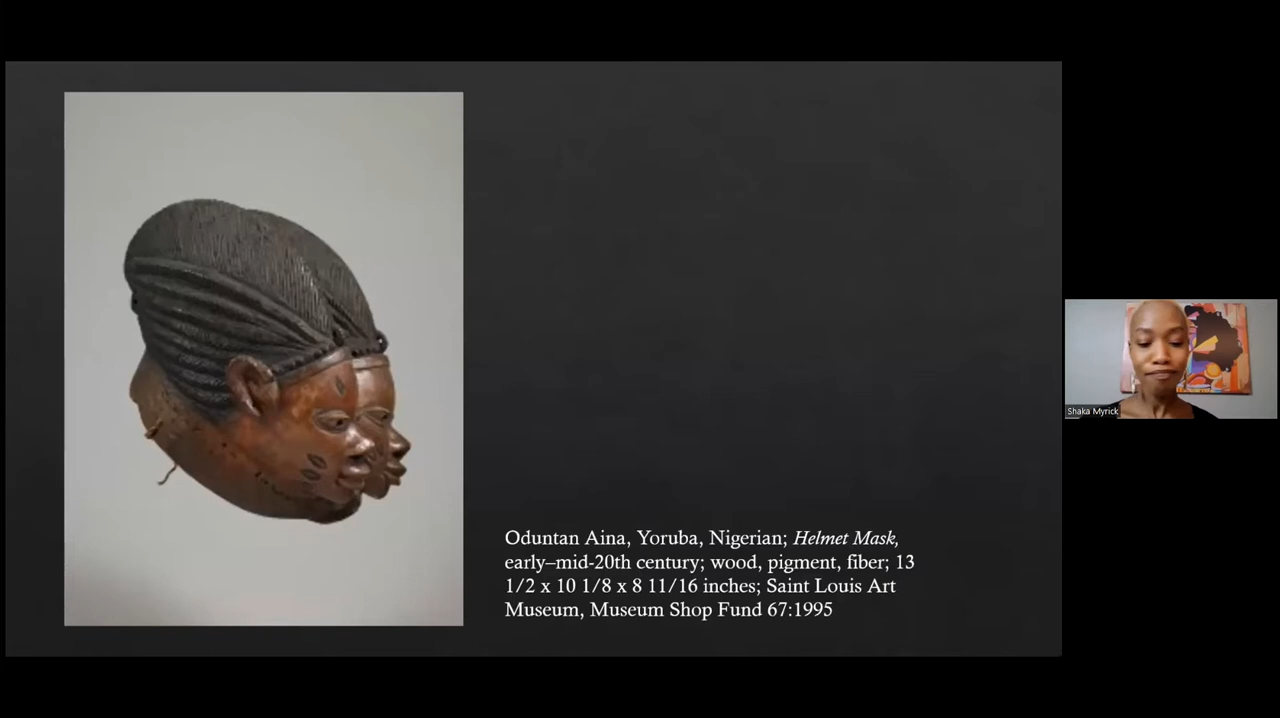 Oduntan Aina, Yoruba, Nigerian; Helmet Mask,
early–mid-20th century; wood, pigment, fiber; 13
1/2 x 10 1/8 x 8 11/16 inches; Saint Louis Art
Museum, Museum Shop Fund 67:1995
Shaka Myrick